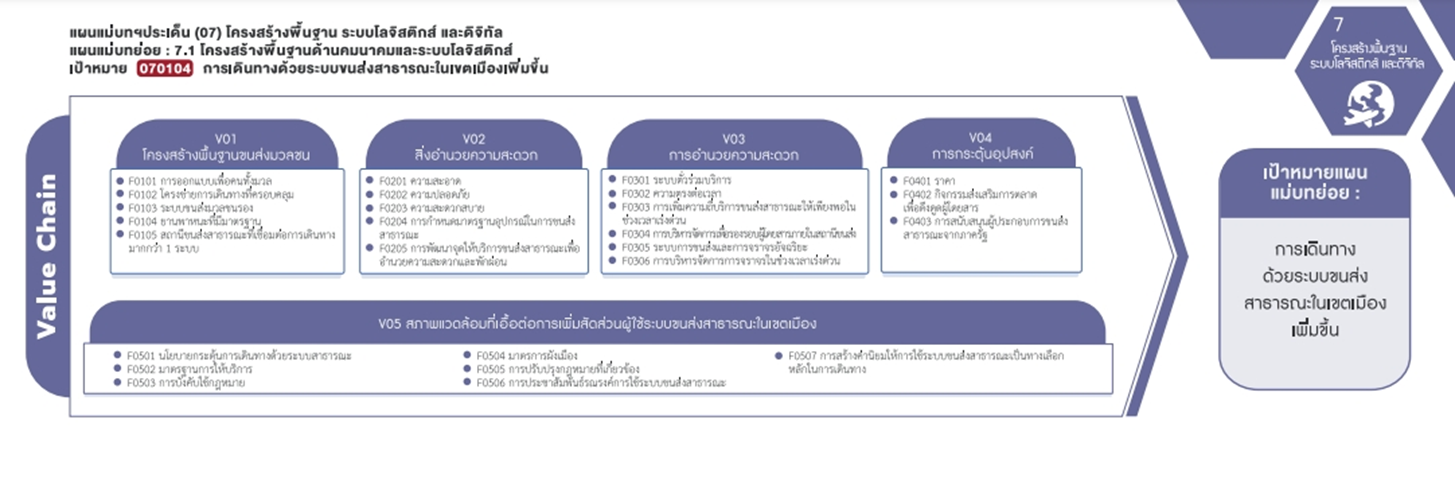 แผนแม่บทฯประเด็น (07) โครงสร้างพื้นฐาน ระบบโลจิสติกส์ และดิจิทัล
แผนแม่บทย่อย : 7.1 โครงสร้างพื้นฐานด้านคมนาคมและระบบโลจิสติกส์
เป้าหมาย 070104 การเดินทางด้วยระบบขนส่งสาธารณะในเขตเมืองเพิ่มขึ้น
7
โครงสร้างพื้นฐาน
ระบบโลจิสติกส์ และดิจิทัล
Value Chain
V01
โครงสร้างพื้นฐานขนส่งมวลชน
F0101 การออกแบบเพื่อคนทั้งมวล
F0102 โครงข่ายการเดินทางที่ครอบคลุม
F0103 ระบบขนส่งมวลชนรอง
F0104 ยานพาหนะที่มีมาตรฐาน
F0105 สถานีขนส่งสาธารณะที่เชื่อมต่อการเดินทาง
มากกว่า 1 ระบบ
V02
สิ่งอำนวยความสะดวก
F0201 ความสะอาด
F0202 ความปลอดภัย
F0203 ความสะดวกสบาย
F0204 การกำหนดมาตรฐานอุปกรณ์ในการขนส่ง
สาธารณะ
F0205 การพัฒนาจุดให้บริการขนส่งสาธารณะเพื่อ
อำนวยความสะดวกและพักผ่อน
V03
การอำนวยความสะดวก
F0301 ระบบตั๋วร่วมบริการ
F0302 ความตรงต่อเวลา
F0303 การเพิ่มความถี่บริการขนส่งสาธารณะให้เพียงพอใน
ช่วงเวลาเร่งด่วน
F0304 การบริหารจัดการเพื่อรองรอบผู้โดยสารภายในสถานีขนส่ง
F0305 ระบบการขนส่งและการจราจรอัจฉริยะ
F0306 การบริหารจัดการการจราจรในช่วงเวลาเร่งด่วน
V04
การกระตุ้นอุปสงค์
F0401 ราคา
F0402 กิจกรรมส่งเสริมการตลาด
เพื่อดึงดูดผู้โดยสาร
F0403 การสนับสนุนผู้ประกอบการขนส่ง
สาธารณะจากภาครัฐ
V05 สภาพแวดล้อมที่เอื้อต่อการเพิ่มสัดส่วนผู้ใช้ระบบขนส่งสาธารณะในเขตเมือง
F0501 นโยบายกระตุ้นการเดินทางด้วยระบบสาธารณะ
F0502 มาตรฐานการให้บริการ
F0503 การบังคับใช้กฎหมาย
F0504 มาตรการผังเมือง
F0505 การปรับปรุงกฎหมายที่เกี่ยวข้อง
F0506 การประชาสัมพันธ์รณรงค์การใช้ระบบขนส่งสาธารณะ
F0507 การสร้างค่านิยมให้การใช้ระบบขนส่งสาธารณะเป็นทางเลือก
หลักในการเดินทาง
เป้าหมายแผน
แม่บทย่อย :
การเดินทาง
ด้วยระบบขนส่ง
สาธารณะในเขตเมือง
เพิ่มขึ้น